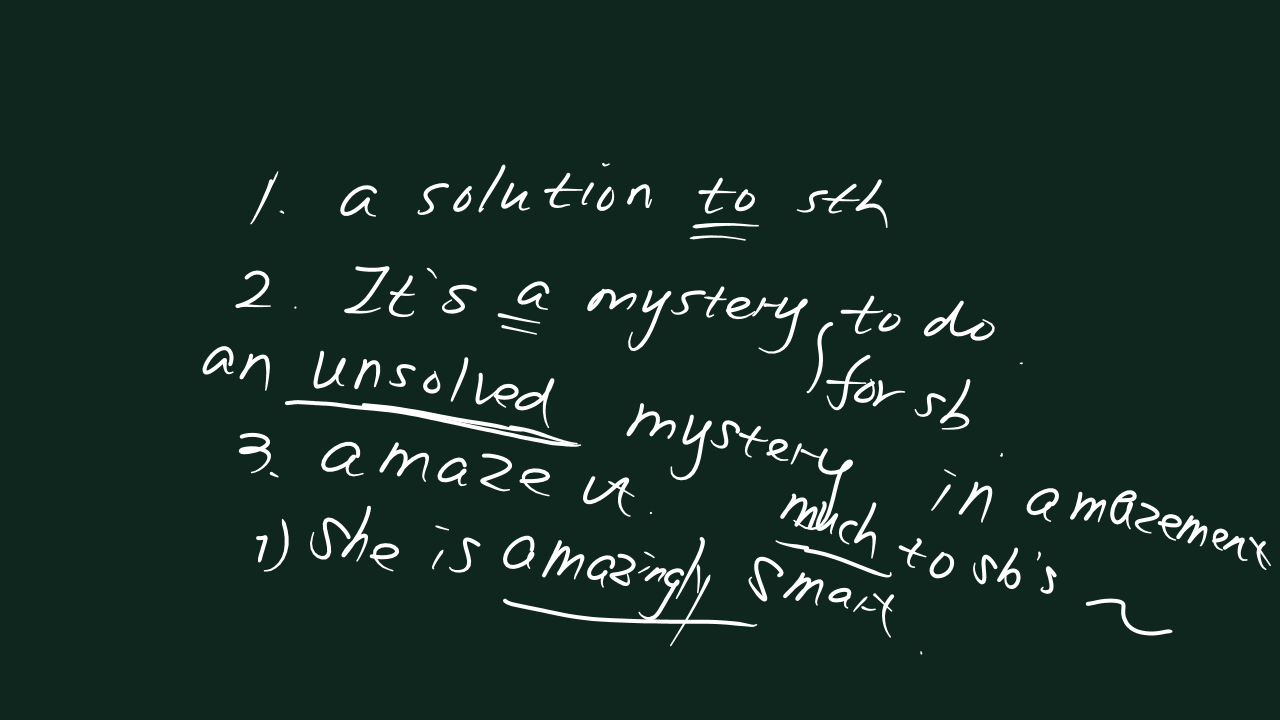 1. a solution to sth
2. It's a mystery to do
for sb
an unsolved mystery
3. amaze vt. in amazement
much to sb's ~
1) She is amazingly smart